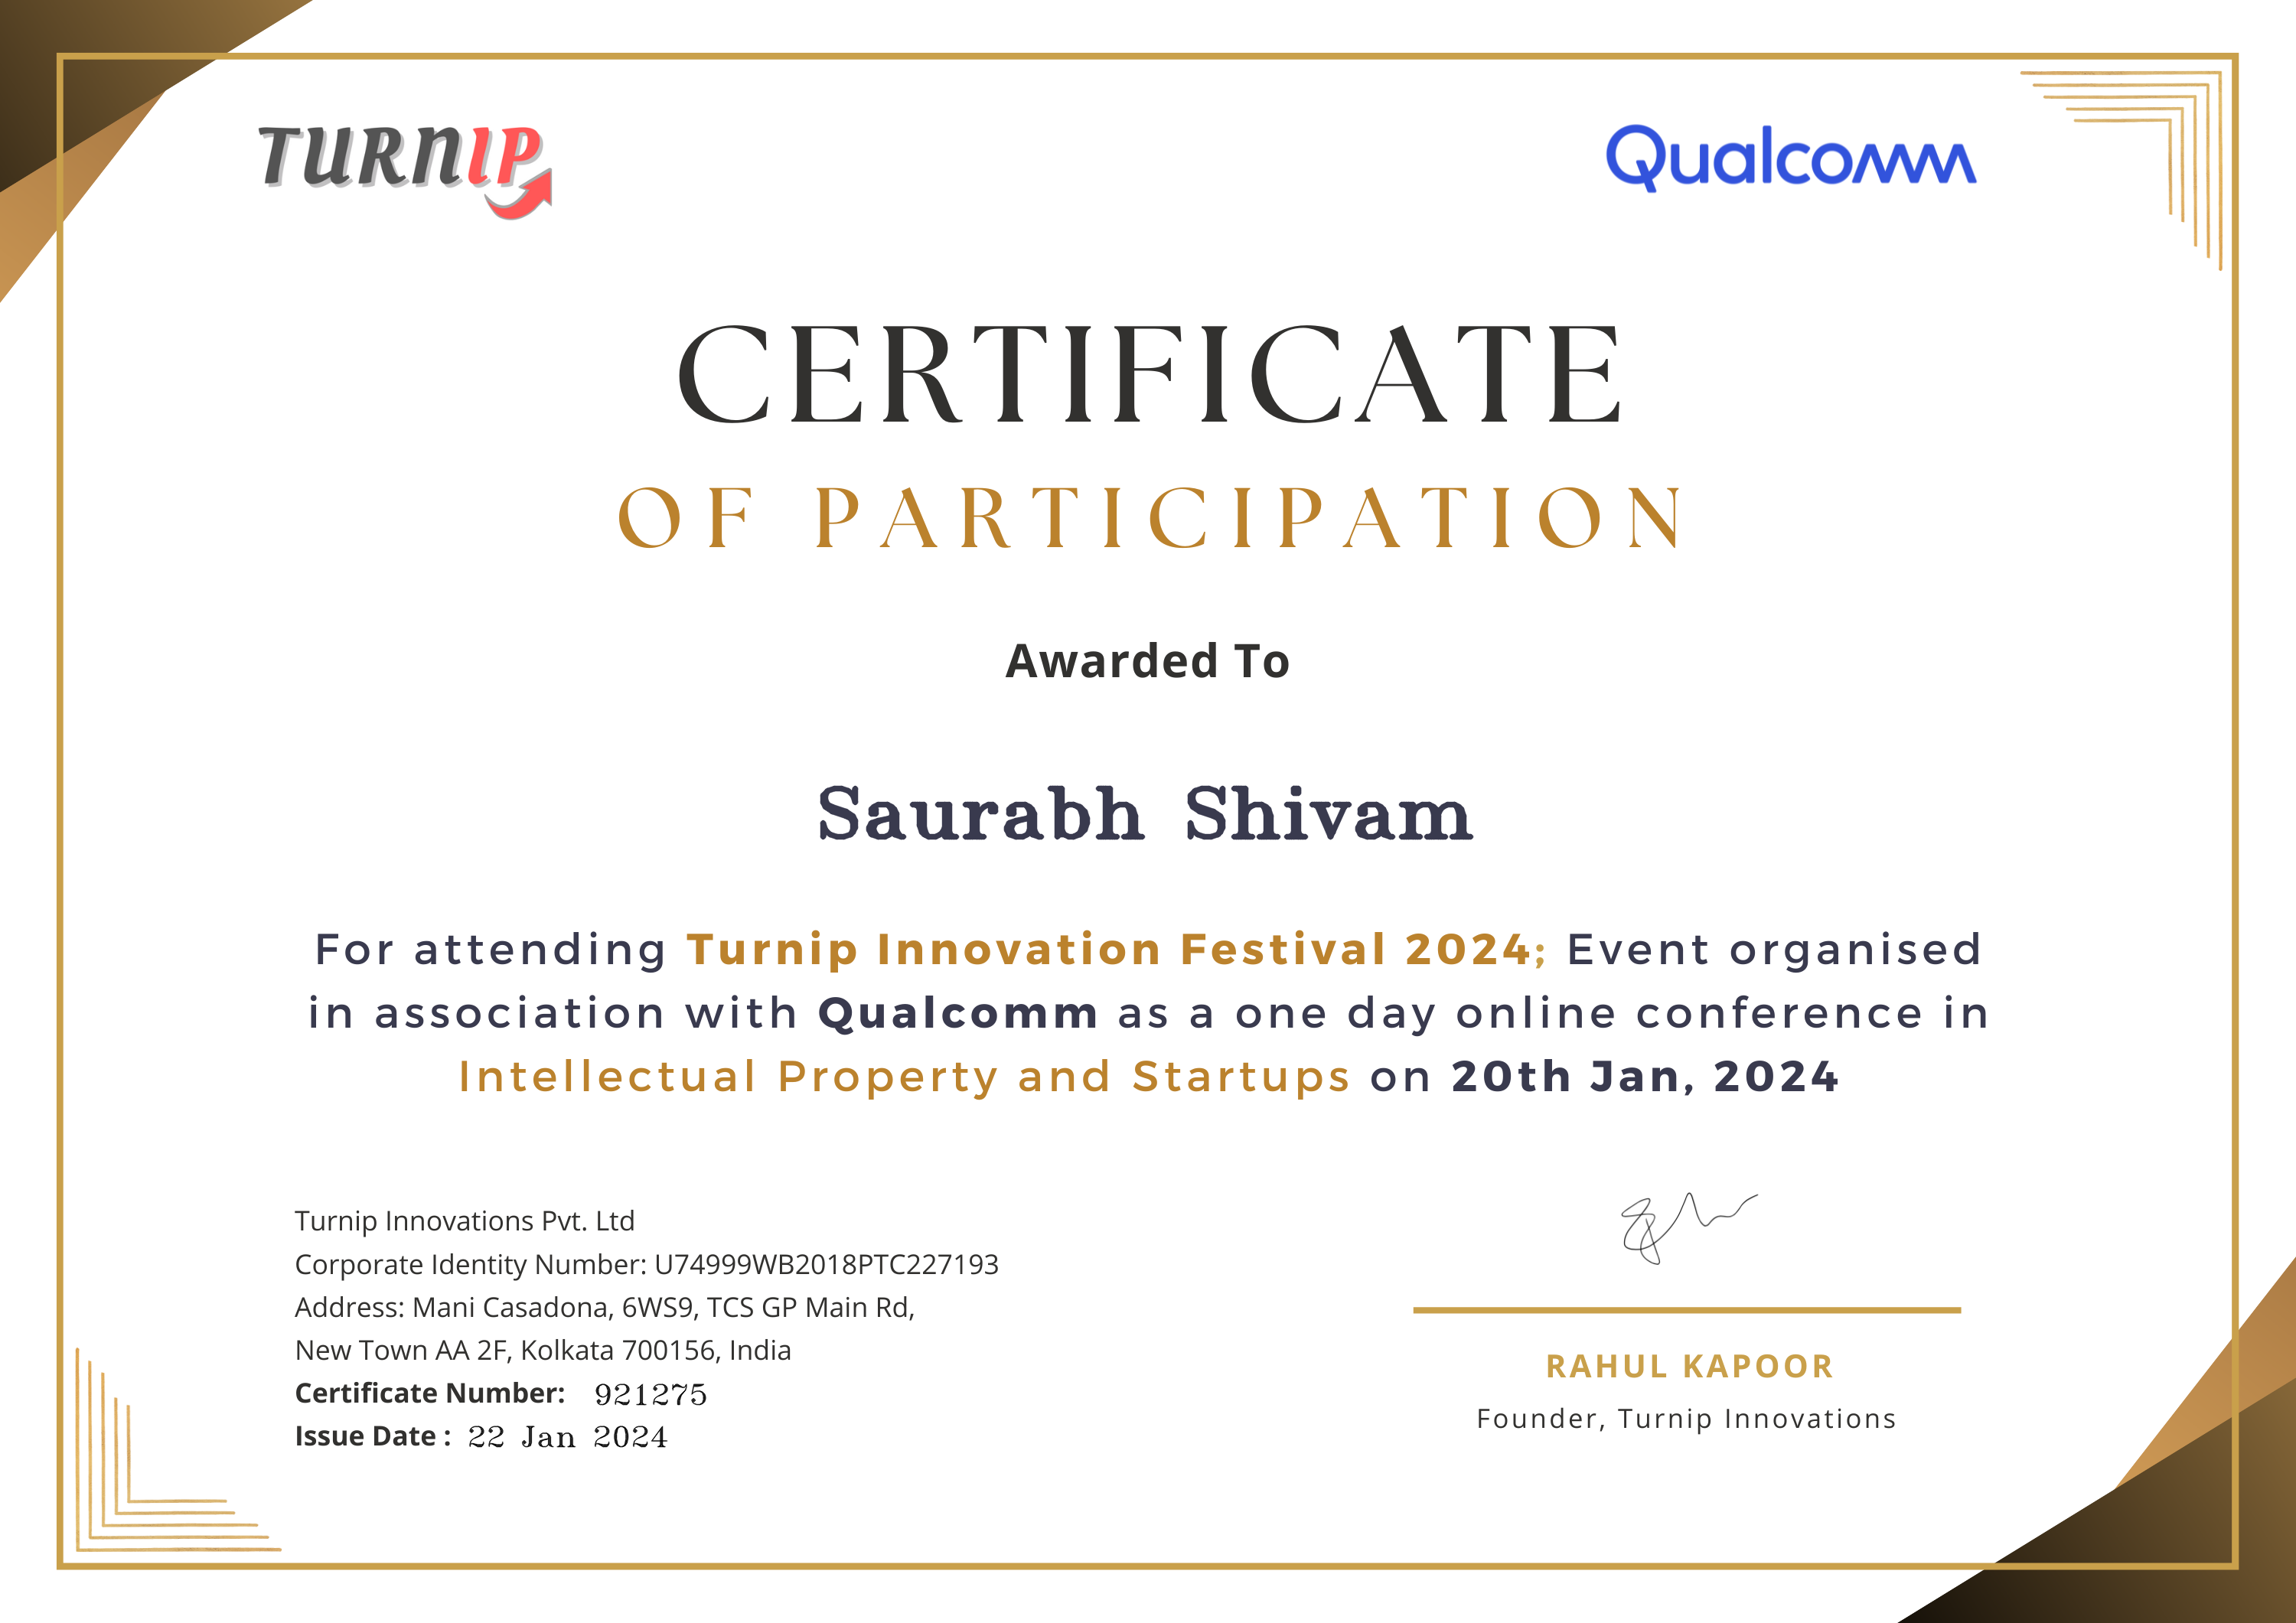 TURNIP
Qualcomm
CERTIFICATE
OF PARTICIPATION
Awarded To
Saurabh Shivam
For attending Turnip Innovation Festival 2024; Event organised
in association with Qualcomm as a one day online conference in
Intellectual Property and Startups on 20th Jan, 2024
Turnip Innovations Pvt. Ltd
Corporate Identity Number: U74999WB2018PTC227193
Address: Mani Casadona, 6WS9, TCS GP Main Rd,
New Town AA 2F, Kolkata 700156, India
Certificate Number: 921275
Issue Date : 22 Jan 2024
RAHUL KAPOOR
Founder, Turnip Innovations